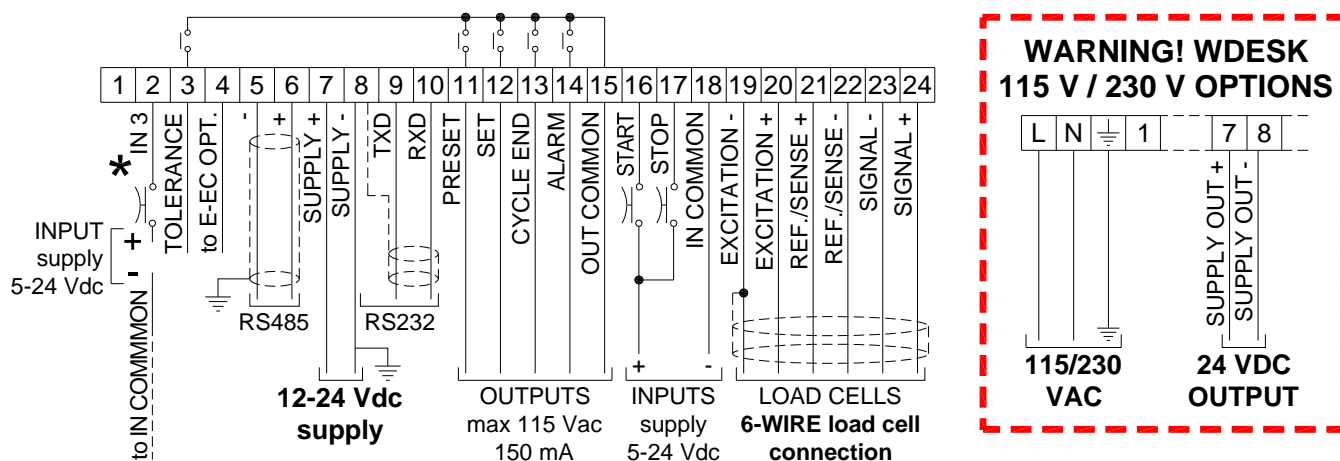 1 2 3 4 5 6 7 8 9 10 11 12 13 14 15 16 17 18 19 20 21 22 23 24
*
IN 3
TOLERANCE
to E-EC OPT.
-
+
SUPPLY +
SUPPLY -
TXD
RXD
PRESET
SET
CYCLE END
ALARM
OUT COMMON
START
STOP
IN COMMON
EXCITATION -
EXCITATION +
REF./SENSE +
REF./SENSE -
SIGNAL -
SIGNAL +
INPUT
supply
5-24 Vdc
+
-
to IN COMMMON
RS485
RS232
12-24 Vdc
supply
OUTPUTS
max 115 Vac
150 mA
+ -
INPUTS
supply
5-24 Vdc
LOAD CELLS
6-WIRE load cell
connection
WARNING! WDESK
115 V / 230 V OPTIONS
L N 1 7 8
SUPPLY OUT +
SUPPLY OUT -
115/230
VAC
24 VDC
OUTPUT